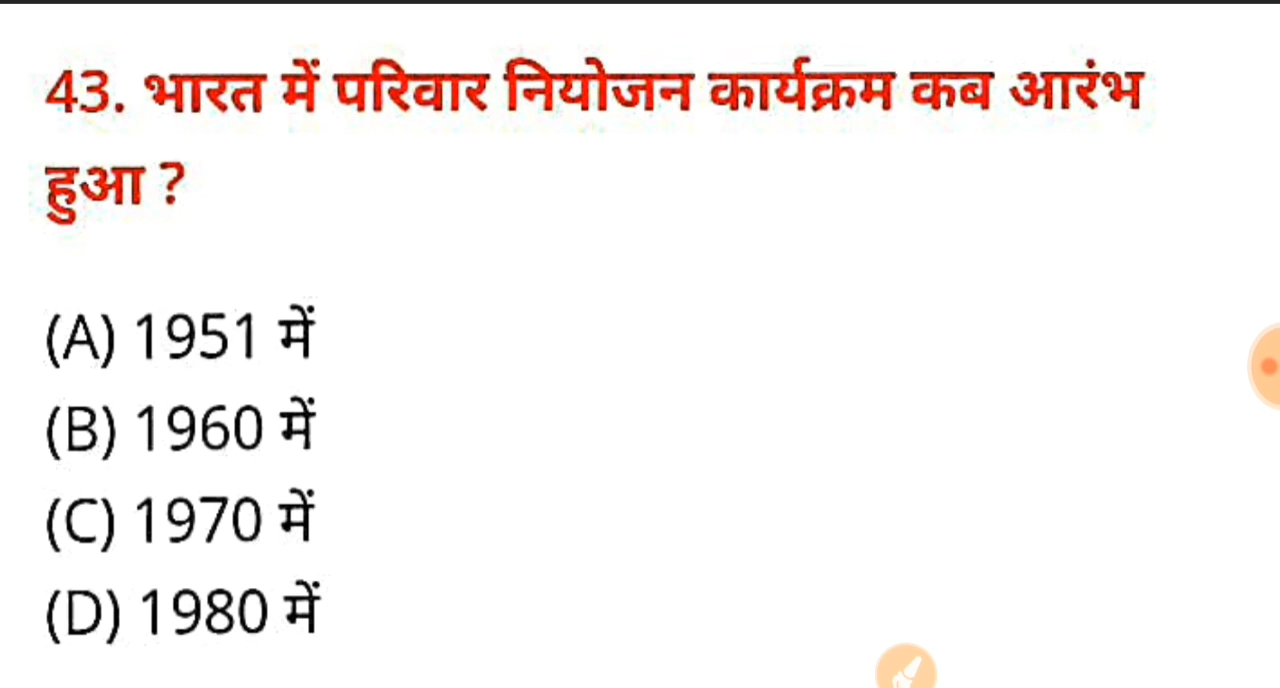 43. भारत में परिवार नियोजन कार्यक्रम कब आरंभ
हुआ ?
(A) 1951 में
(B) 1960 में
(C) 1970 में
(D) 1980 में